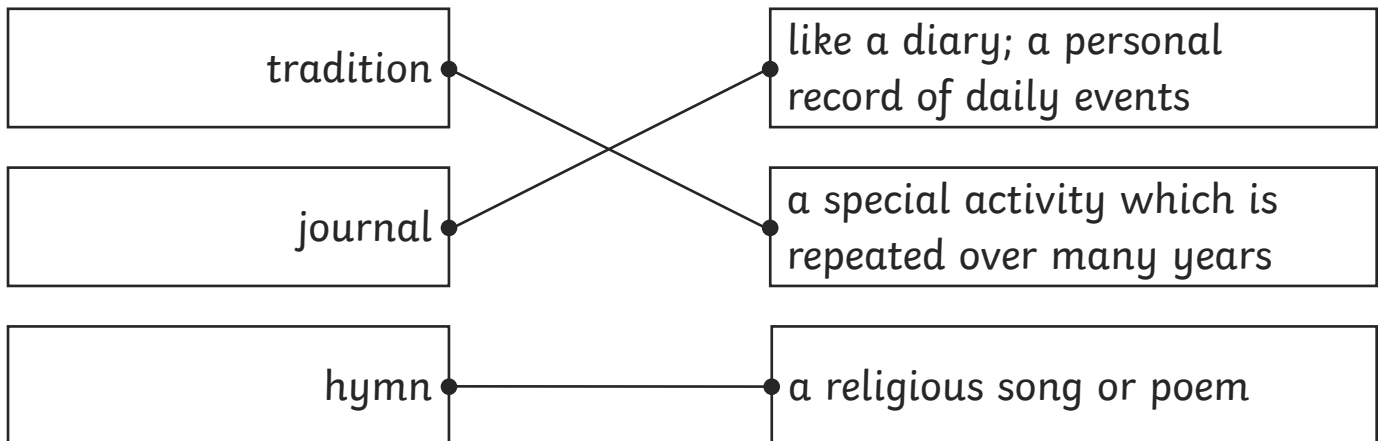 tradition
like a diary; a personal
record of daily events
journal
a special activity which is
repeated over many years
hymn
a religious song or poem